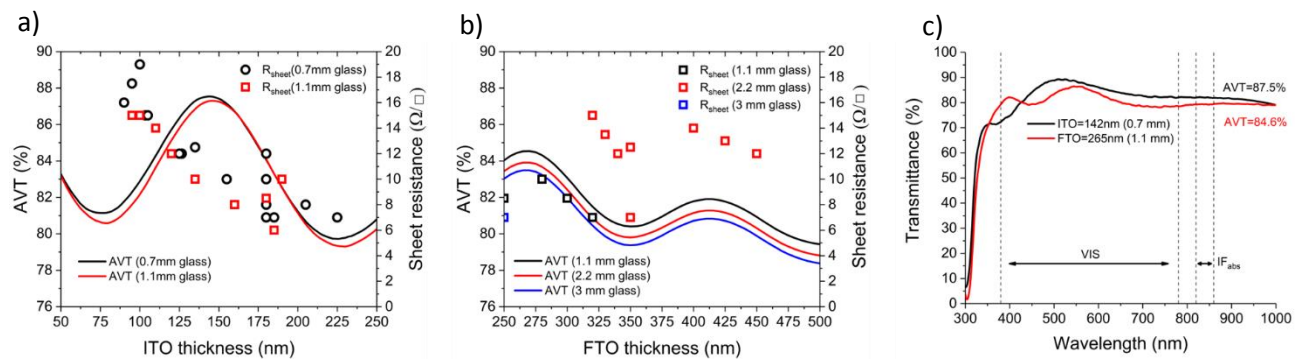 a)
90
88
86
84
82
80
78
76
AVT (%)
20
18
16
14
12
10
8
6
4
2
0
Sheet resistance (Ω/□)
R_sheet (0.7mm glass)
R_sheet (1.1mm glass)
AVT (0.7mm glass)
AVT (1.1mm glass)
50 75 100 125 150 175 200 225 250
ITO thickness (nm)
b)
90
88
86
84
82
80
78
76
AVT (%)
20
18
16
14
12
10
8
6
4
2
0
Sheet resistance (Ω/□)
R_sheet (1.1 mm glass)
R_sheet (2.2 mm glass)
R_sheet (3 mm glass)
AVT (1.1 mm glass)
AVT (2.2 mm glass)
AVT (3 mm glass)
250 275 300 325 350 375 400 425 450 475 500
FTO thickness (nm)
c)
100
90
80
70
60
50
40
30
20
10
0
Transmittance (%)
AVT=87.5%
ITO=142nm (0.7 mm)
FTO=265nm (1.1 mm)
AVT=84.6%
VIS
IF_abs
300 400 500 600 700 800 900 1000
Wavelength (nm)